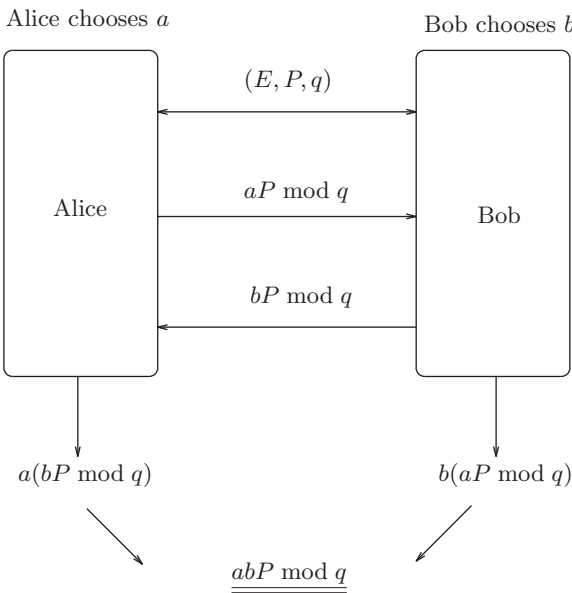 Alice chooses a
Bob chooses b
(E, P, q)
aP mod q
Alice
Bob
bP mod q
a(bP mod q)
b(aP mod q)
abP mod q